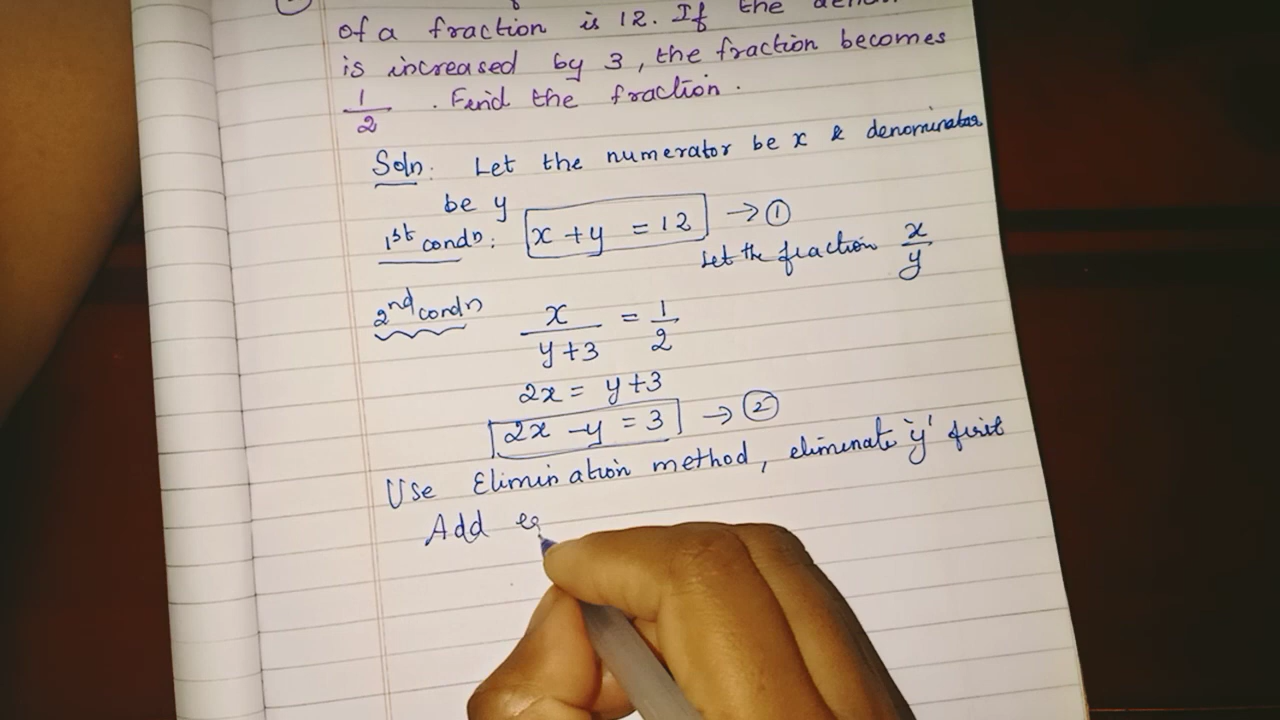 of a fraction is 12. If the
is increased by 3, the fraction becomes
1/2 . Find the fraction.
Soln: Let the numerator be x & denominator
be y
1st condn: x + y = 12 → ①
Let the fraction x/y
2nd condn x/(y+3) = 1/2
2x = y+3
2x - y = 3 → ②
Use Elimination method, eliminate 'y' first
Add eq